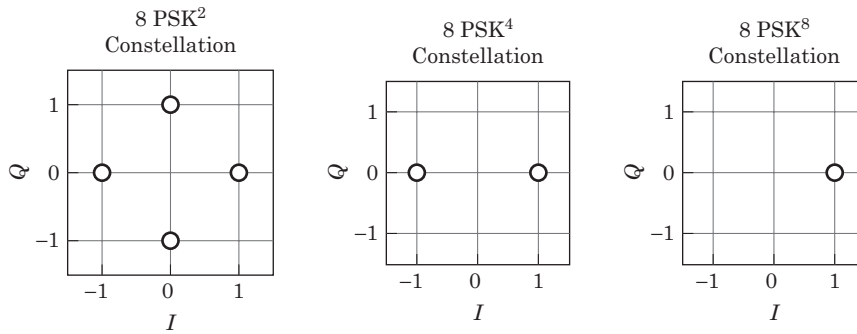 8 PSK²
Constellation
1
0
−1
Q
−1 0 1
I
8 PSK⁴
Constellation
1
0
−1
Q
−1 0 1
I
8 PSK⁸
Constellation
1
0
−1
Q
−1 0 1
I